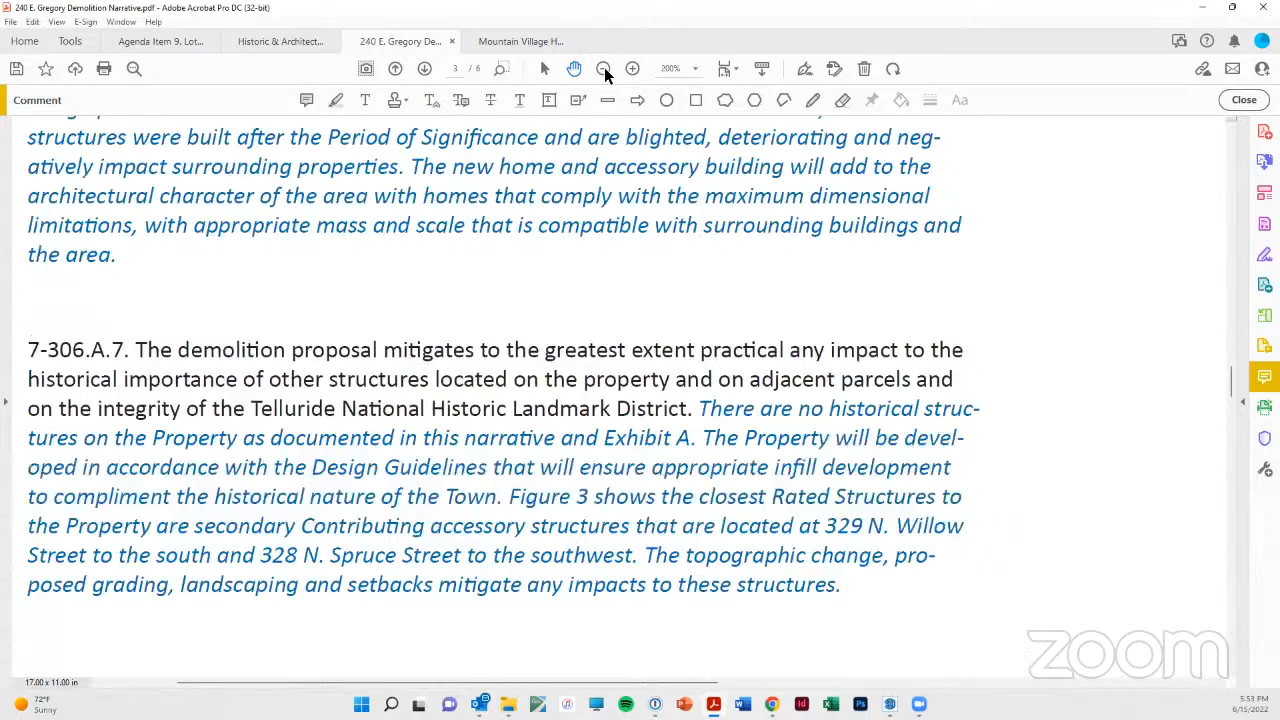 240 E. Gregory Demolition Narrative.pdf - Adobe Acrobat Pro DC (32-bit)
File Edit View E-Sign Window Help
Home Tools Agenda Item 9. Lot... Historic & Architect... 240 E. Gregory De... × Mountain Village H...
3 / 6 200%
Comment Aa Close
structures were built after the Period of Significance and are blighted, deteriorating and neg-
atively impact surrounding properties. The new home and accessory building will add to the
architectural character of the area with homes that comply with the maximum dimensional
limitations, with appropriate mass and scale that is compatible with surrounding buildings and
the area.
7-306.A.7. The demolition proposal mitigates to the greatest extent practical any impact to the
historical importance of other structures located on the property and on adjacent parcels and
on the integrity of the Telluride National Historic Landmark District. There are no historical struc-
tures on the Property as documented in this narrative and Exhibit A. The Property will be devel-
oped in accordance with the Design Guidelines that will ensure appropriate infill development
to compliment the historical nature of the Town. Figure 3 shows the closest Rated Structures to
the Property are secondary Contributing accessory structures that are located at 329 N. Willow
Street to the south and 328 N. Spruce Street to the southwest. The topographic change, pro-
posed grading, landscaping and setbacks mitigate any impacts to these structures.
zoom
17.00 x 11.00 in
72°F
Sunny
5:53 PM
6/15/2022